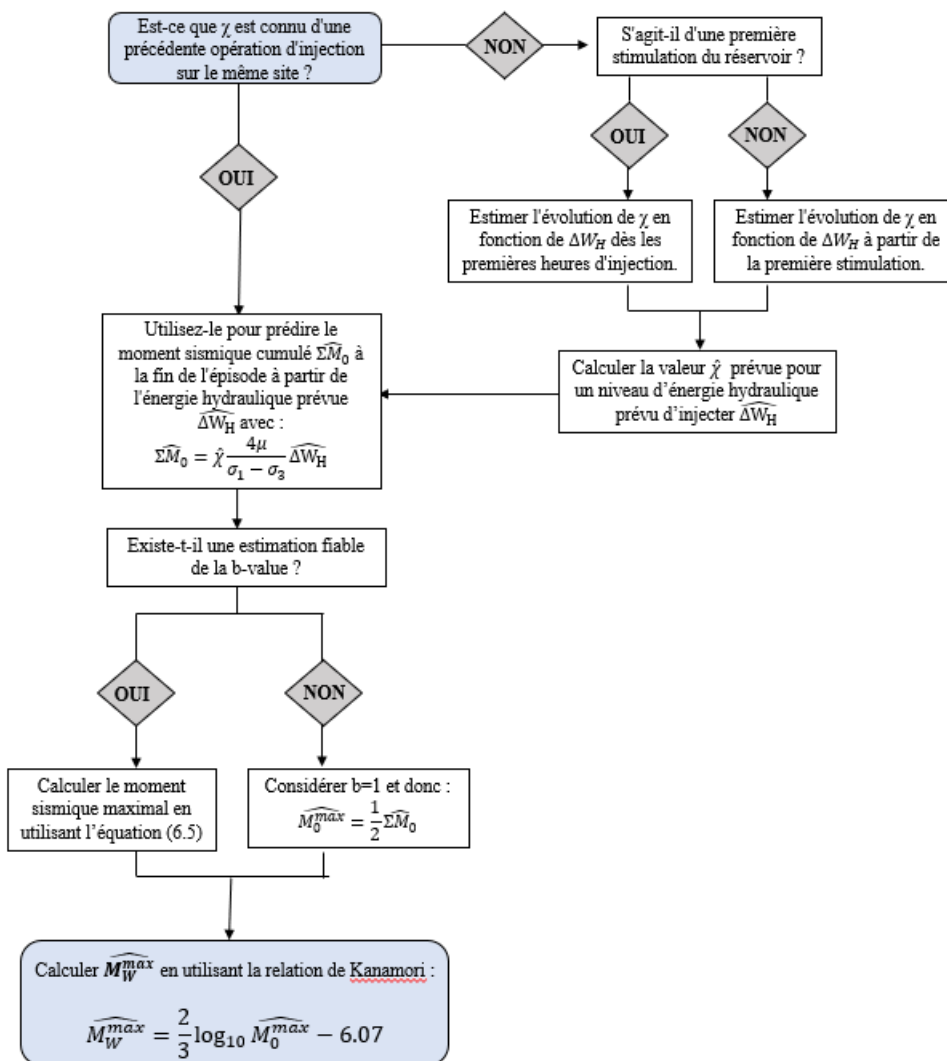 Est-ce que χ est connu d'une
précédente opération d'injection
sur le même site ?
NON
S'agit-il d'une première
stimulation du réservoir ?
OUI
OUI
NON
Estimer l'évolution de χ en
fonction de ΔW_H dès les
premières heures d'injection.
Estimer l'évolution de χ en
fonction de ΔW_H à partir de
la première stimulation.
Utilisez-le pour prédire le
moment sismique cumulé ΣM̂₀ à
la fin de l'épisode à partir de
l'énergie hydraulique prévue
ΔŴ_H avec :
ΣM̂₀ = χ̂ 4μ/(σ₁ − σ₃) ΔŴ_H
Calculer la valeur χ̂ prévue pour
un niveau d’énergie hydraulique
prévu d’injecter ΔŴ_H
Existe-t-il une estimation fiable
de la b-value ?
OUI
NON
Calculer le moment
sismique maximal en
utilisant l’équation (6.5)
Considérer b=1 et donc :
M̂₀^max = 1/2 ΣM̂₀
Calculer M̂_W^max en utilisant la relation de Kanamori :
M̂_W^max = 2/3 log₁₀ M̂₀^max − 6.07